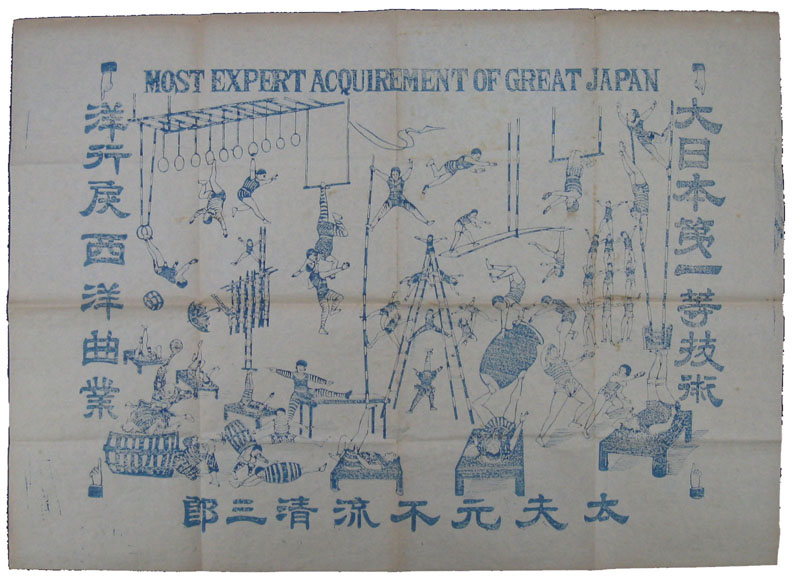 MOST EXPERT ACQUIREMENT OF GREAT JAPAN
大日本第一等技術
洋行戻西洋曲業
太夫元不流清三郎